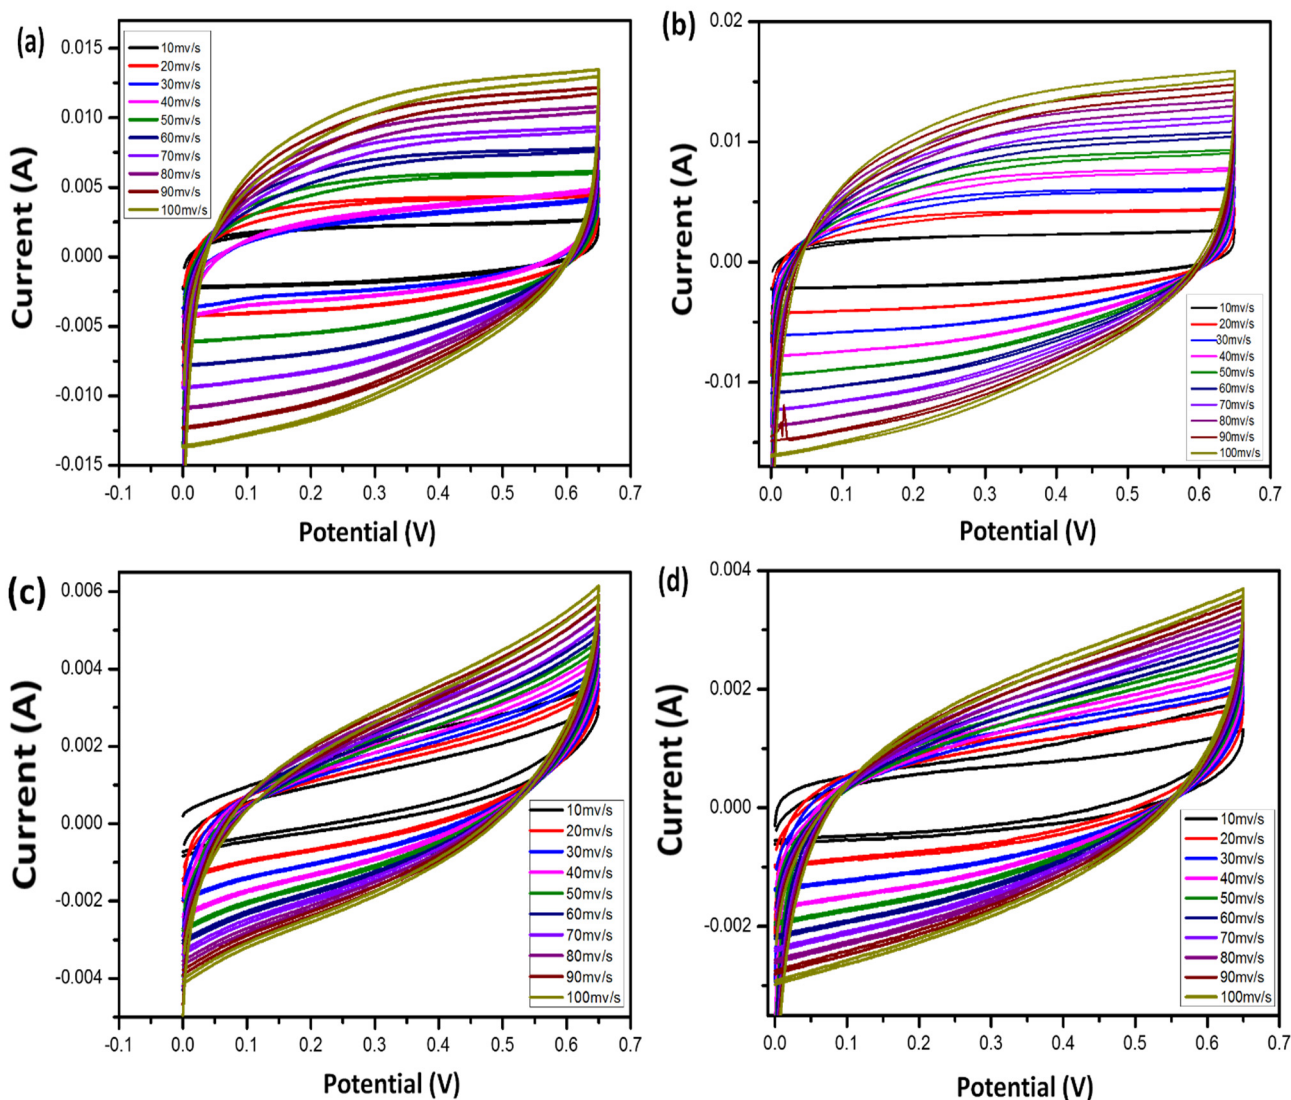 (a)
0.015
0.010
0.005
0.000
-0.005
-0.010
-0.015
Current (A)
10mv/s
20mv/s
30mv/s
40mv/s
50mv/s
60mv/s
70mv/s
80mv/s
90mv/s
100mv/s
-0.1 0.0 0.1 0.2 0.3 0.4 0.5 0.6 0.7
Potential (V)
(b)
0.02
0.01
0.00
-0.01
Current (A)
10mv/s
20mv/s
30mv/s
40mv/s
50mv/s
60mv/s
70mv/s
80mv/s
90mv/s
100mv/s
0.0 0.1 0.2 0.3 0.4 0.5 0.6 0.7
Potential (V)
(c)
0.006
0.004
0.002
0.000
-0.002
-0.004
Current (A)
10mv/s
20mv/s
30mv/s
40mv/s
50mv/s
60mv/s
70mv/s
80mv/s
90mv/s
100mv/s
-0.1 0.0 0.1 0.2 0.3 0.4 0.5 0.6 0.7
Potential (V)
(d)
0.004
0.002
0.000
-0.002
Current (A)
10mv/s
20mv/s
30mv/s
40mv/s
50mv/s
60mv/s
70mv/s
80mv/s
90mv/s
100mv/s
0.0 0.1 0.2 0.3 0.4 0.5 0.6 0.7
Potential (V)